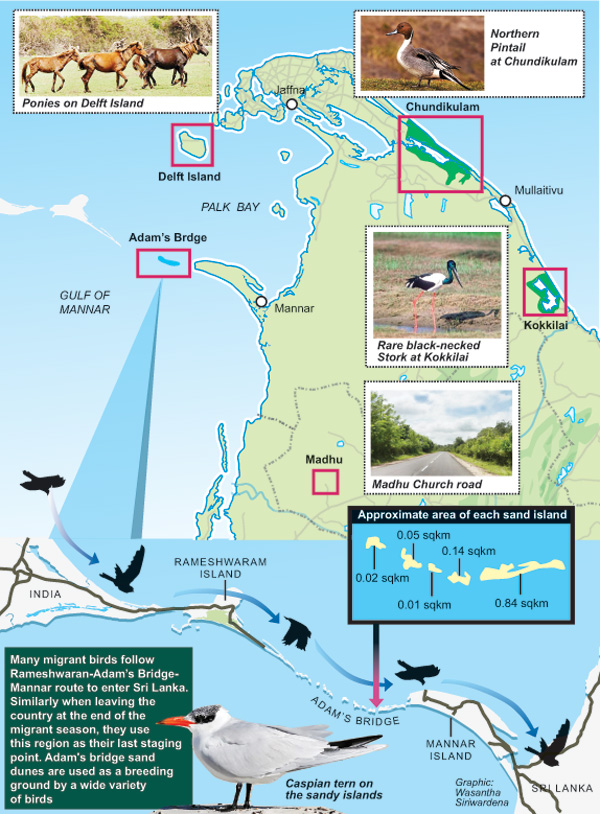 Ponies on Delft Island
Northern
Pintail
at Chundikulam
Jaffna
Chundikulam
Delft Island
Mullaitivu
PALK BAY
Adam's Brdge
GULF OF
MANNAR
Mannar
Kokkilai
Rare black-necked
Stork at Kokkilai
Madhu
Madhu Church road
Approximate area of each sand island
0.05 sqkm
0.14 sqkm
0.02 sqkm
0.01 sqkm
0.84 sqkm
RAMESHWARAM
ISLAND
INDIA
Many migrant birds follow
Rameshwaran-Adam's Bridge-
Mannar route to enter Sri Lanka.
Similarly when leaving the
country at the end of the
migrant season, they use
this region as their last staging
point. Adam's bridge sand
dunes are used as a breeding
ground by a wide variety
of birds
ADAM'S BRIDGE
MANNAR
ISLAND
SRI LANKA
Caspian tern on
the sandy islands
Graphic:
Wasantha
Siriwardena